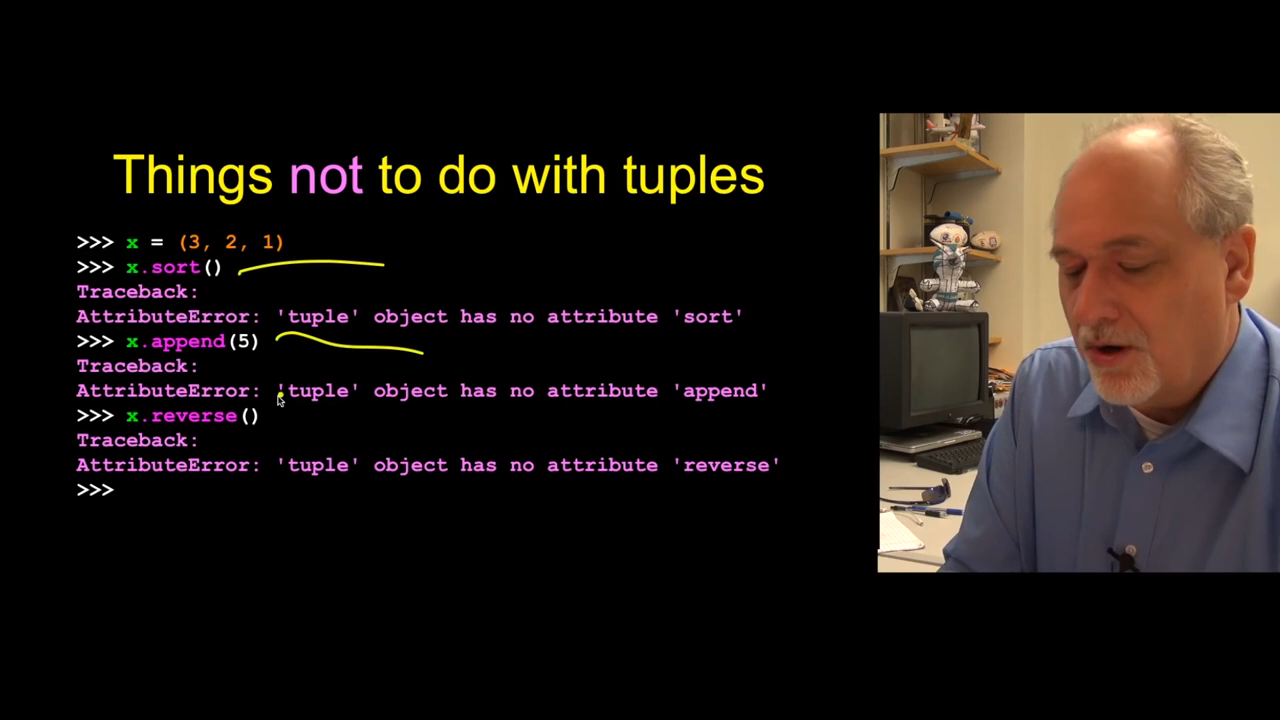 Things not to do with tuples
>>> x = (3, 2, 1)
>>> x.sort()
Traceback:
AttributeError: 'tuple' object has no attribute 'sort'
>>> x.append(5)
Traceback:
AttributeError: 'tuple' object has no attribute 'append'
>>> x.reverse()
Traceback:
AttributeError: 'tuple' object has no attribute 'reverse'
>>>